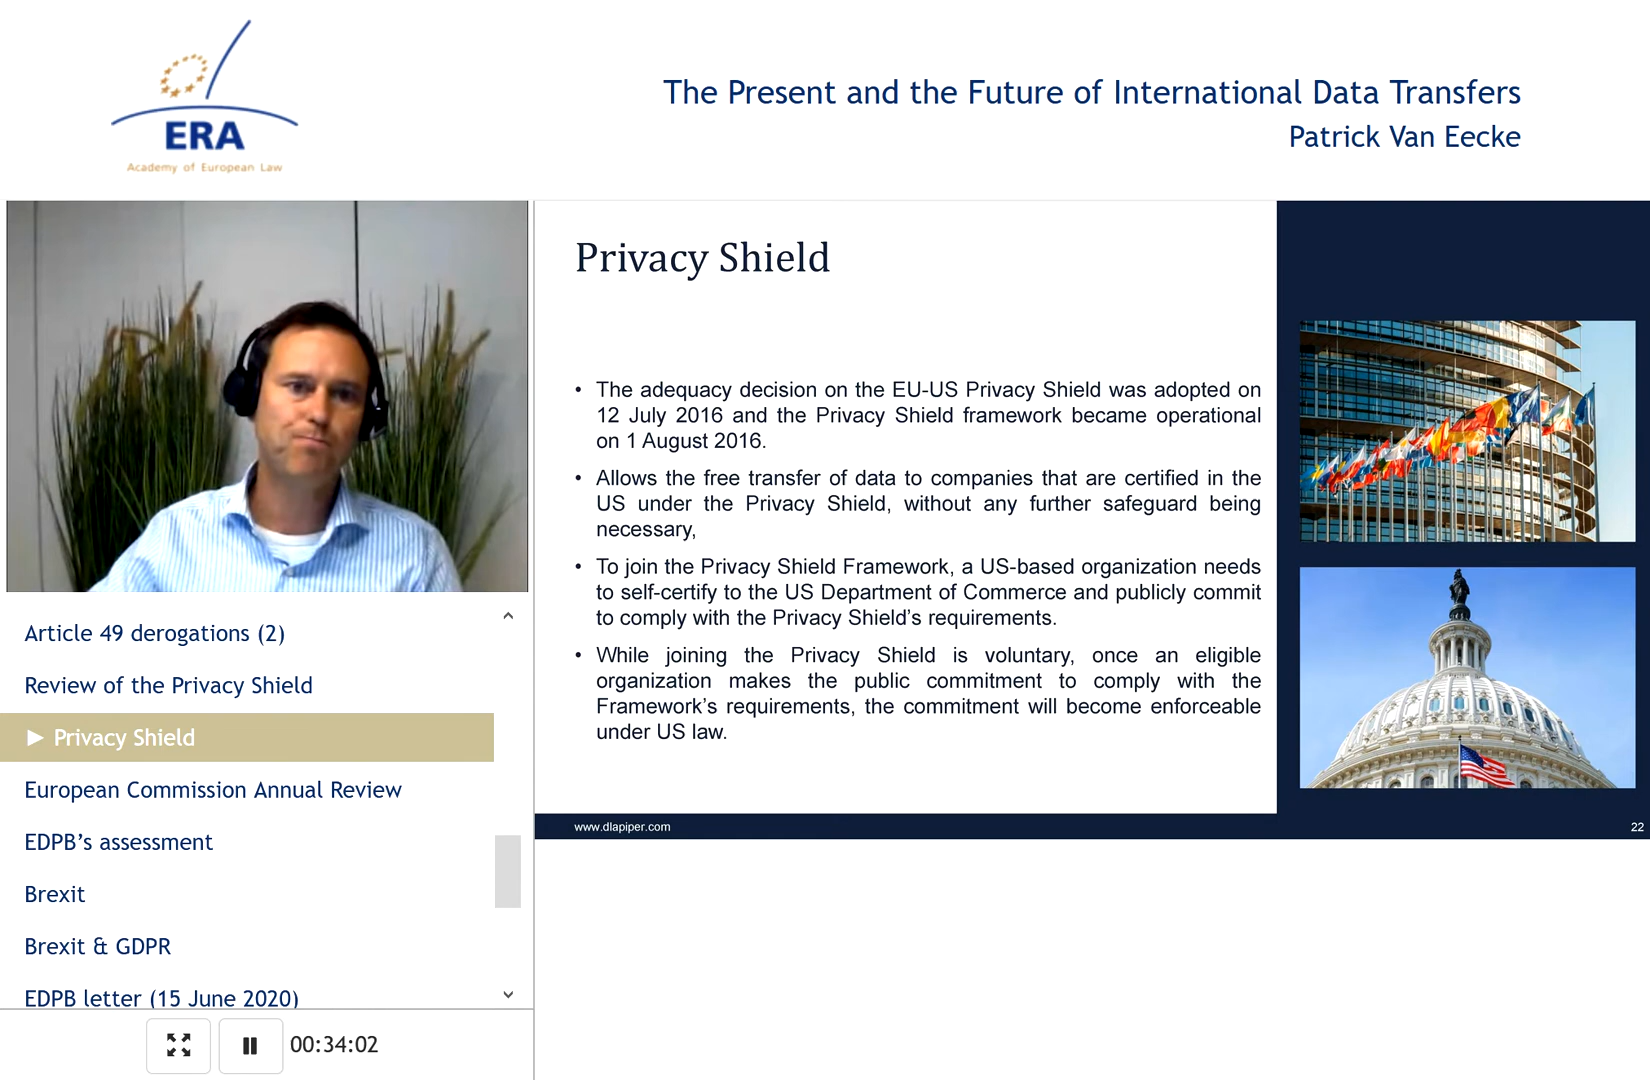 ERA
Academy of European Law
The Present and the Future of International Data Transfers
Patrick Van Eecke
Privacy Shield
• The adequacy decision on the EU-US Privacy Shield was adopted on
12 July 2016 and the Privacy Shield framework became operational
on 1 August 2016.
• Allows the free transfer of data to companies that are certified in the
US under the Privacy Shield, without any further safeguard being
necessary,
• To join the Privacy Shield Framework, a US-based organization needs
to self-certify to the US Department of Commerce and publicly commit
to comply with the Privacy Shield’s requirements.
• While joining the Privacy Shield is voluntary, once an eligible
organization makes the public commitment to comply with the
Framework’s requirements, the commitment will become enforceable
under US law.
www.dlapiper.com
22
Article 49 derogations (2)
Review of the Privacy Shield
► Privacy Shield
European Commission Annual Review
EDPB’s assessment
Brexit
Brexit & GDPR
EDPB letter (15 June 2020)
00:34:02